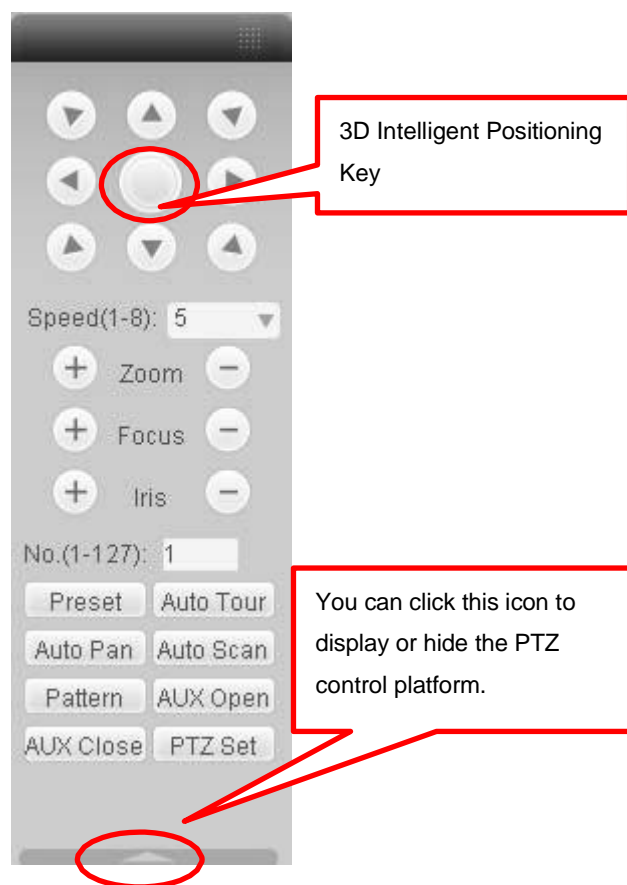 3D Intelligent Positioning
Key
Speed(1-8): 5
+ Zoom −
+ Focus −
+ Iris −
No.(1-127): 1
Preset Auto Tour
Auto Pan Auto Scan
Pattern AUX Open
AUX Close PTZ Set
You can click this icon to
display or hide the PTZ
control platform.